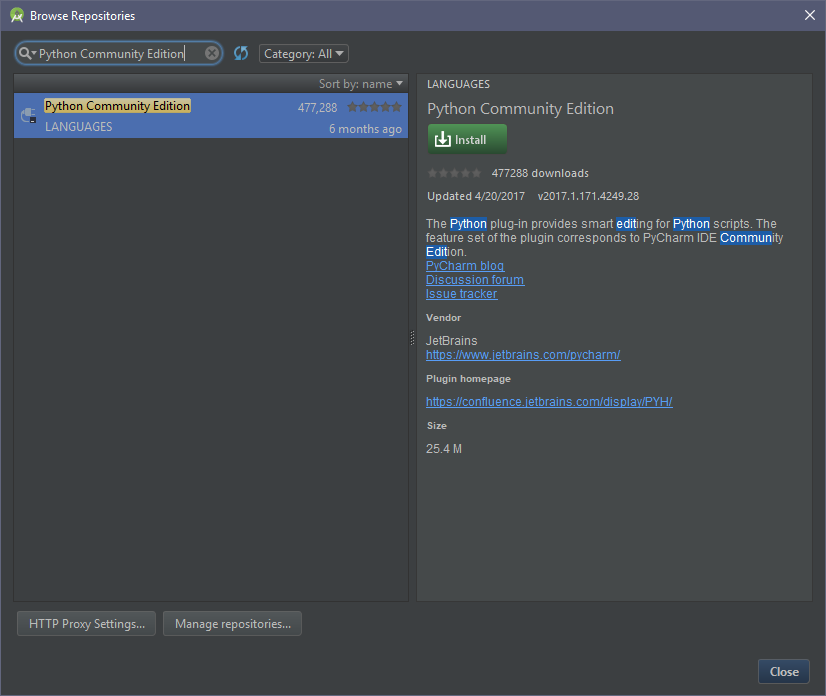 Browse Repositories
Python Community Edition
Category: All
Sort by: name
Python Community Edition 477,288
LANGUAGES 6 months ago
LANGUAGES
Python Community Edition
Install
477288 downloads
Updated 4/20/2017 v2017.1.171.4249.28
The Python plug-in provides smart editing for Python scripts. The
feature set of the plugin corresponds to PyCharm IDE Community
Edition.
PyCharm blog
Discussion forum
Issue tracker
Vendor
JetBrains
https://www.jetbrains.com/pycharm/
Plugin homepage
https://confluence.jetbrains.com/display/PYH/
Size
25.4 M
HTTP Proxy Settings...
Manage repositories...
Close